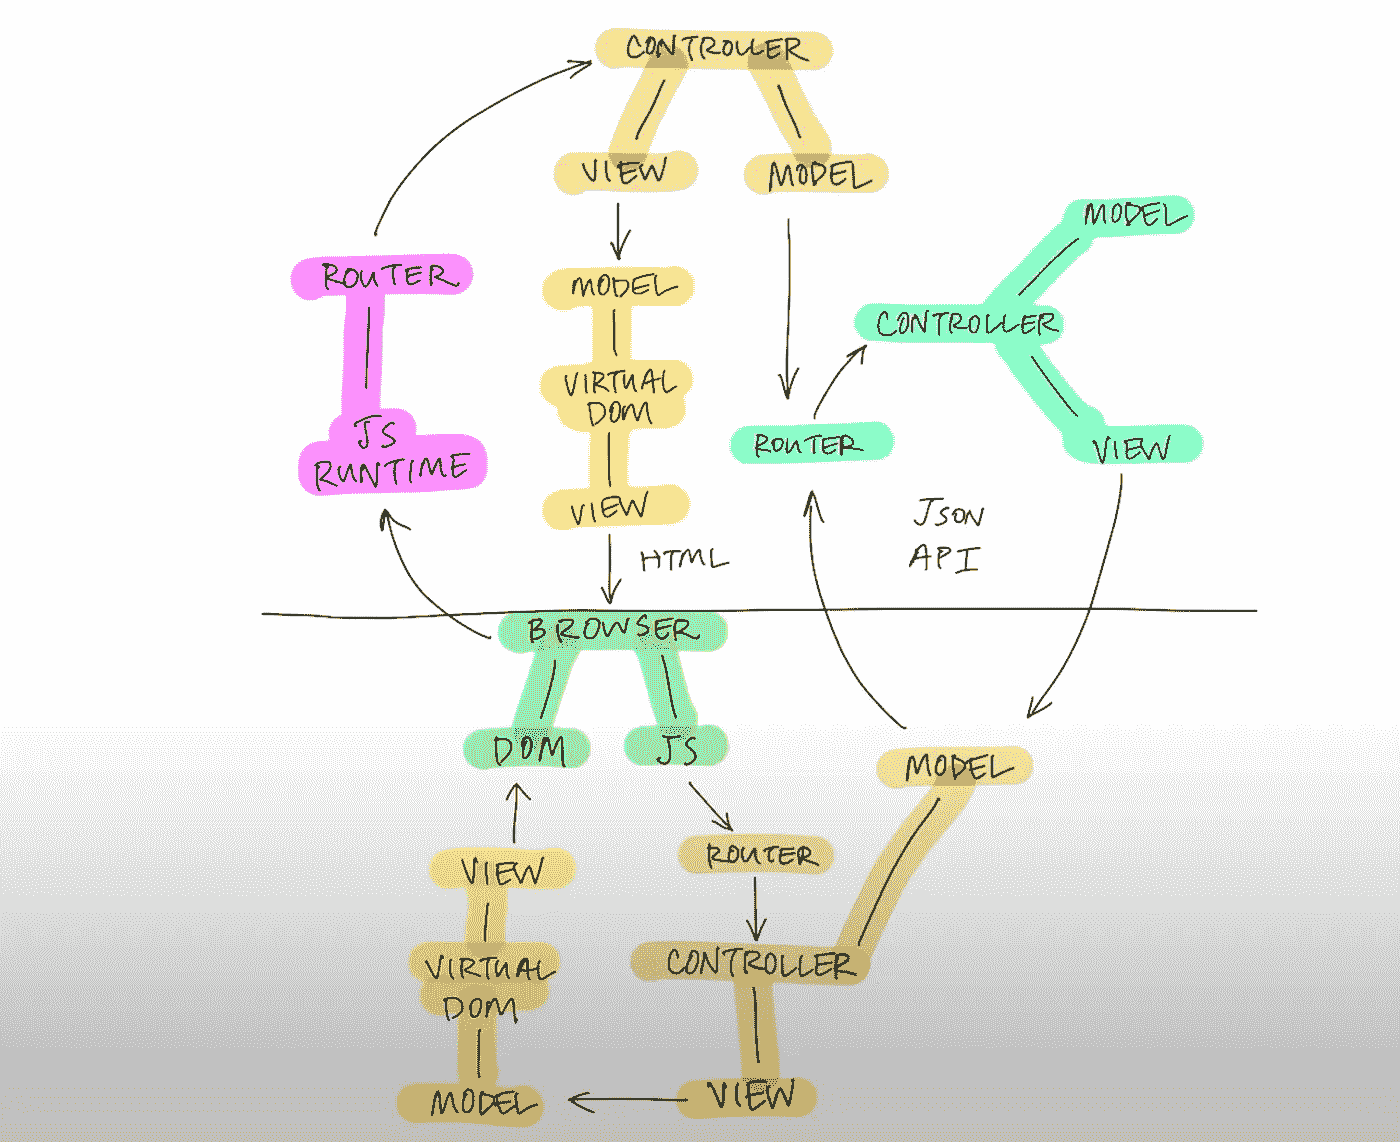 CONTROLLER
VIEW
MODEL
MODEL
ROUTER
MODEL
CONTROLLER
VIRTUAL
DOM
JS
RUNTIME
ROUTER
VIEW
VIEW
JSON
API
HTML
BROWSER
DOM
JS
MODEL
ROUTER
VIEW
CONTROLLER
VIRTUAL
DOM
VIEW
MODEL